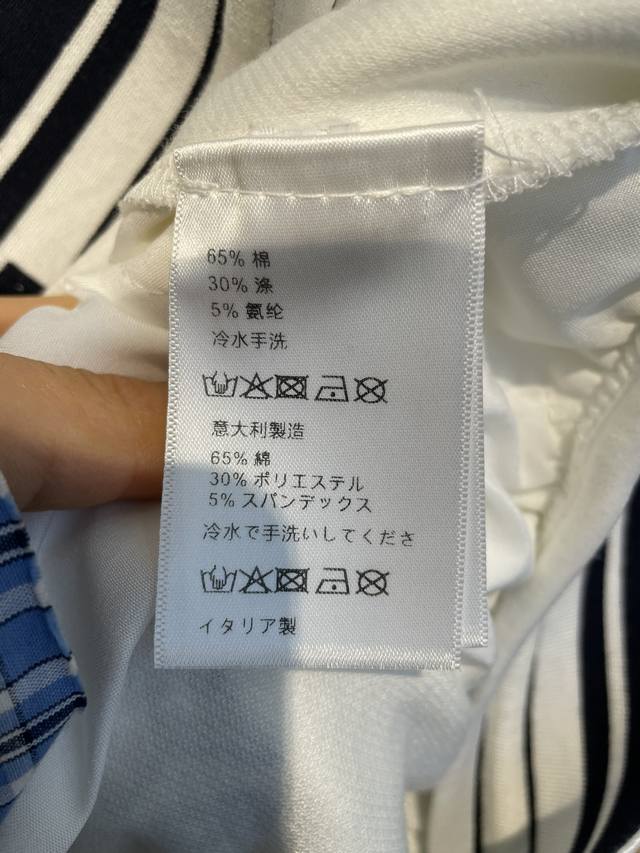 65% 棉
30% 涤
5% 氨纶
冷水手洗
意大利製造
65% 綿
30% ポリエステル
5% スパンデックス
冷水で手洗いしてくださ
イタリア製